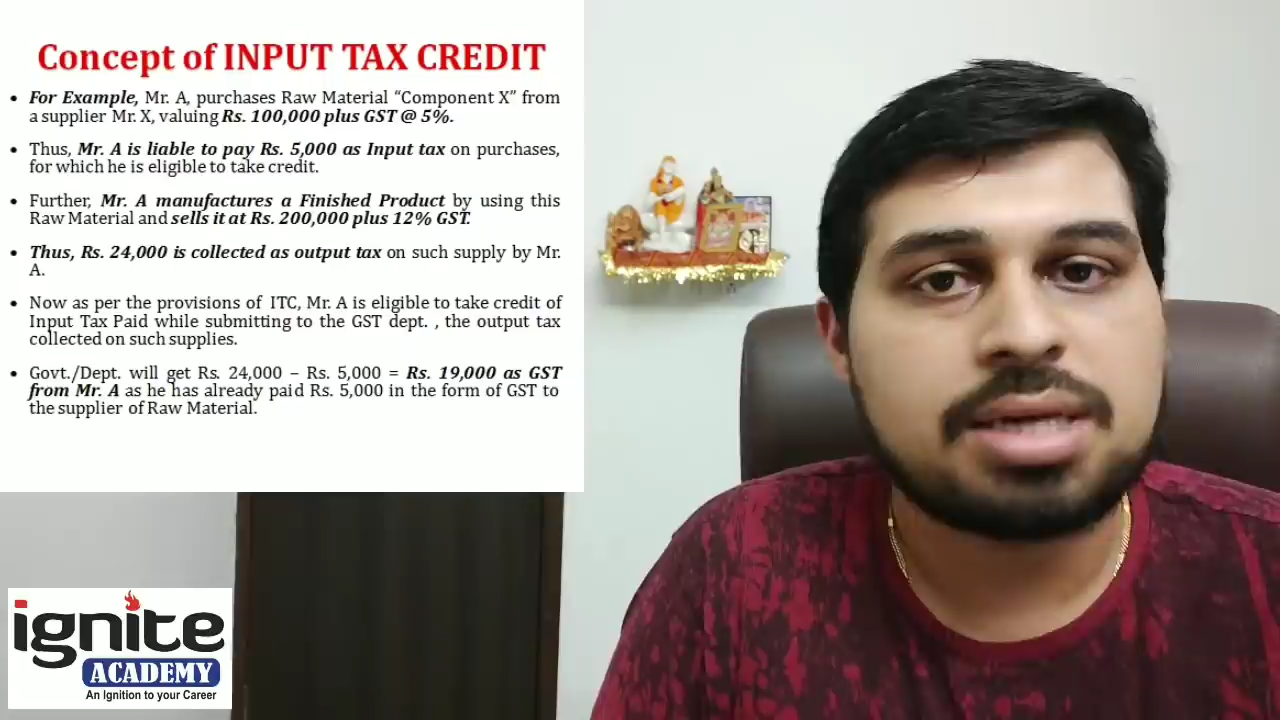 Concept of INPUT TAX CREDIT
• For Example, Mr. A, purchases Raw Material “Component X” from
a supplier Mr. X, valuing Rs. 100,000 plus GST @ 5%.
• Thus, Mr. A is liable to pay Rs. 5,000 as Input tax on purchases,
for which he is eligible to take credit.
• Further, Mr. A manufactures a Finished Product by using this
Raw Material and sells it at Rs. 200,000 plus 12% GST.
• Thus, Rs. 24,000 is collected as output tax on such supply by Mr.
A.
• Now as per the provisions of ITC, Mr. A is eligible to take credit of
Input Tax Paid while submitting to the GST dept. , the output tax
collected on such supplies.
• Govt./Dept. will get Rs. 24,000 – Rs. 5,000 = Rs. 19,000 as GST
from Mr. A as he has already paid Rs. 5,000 in the form of GST to
the supplier of Raw Material.
ignite
ACADEMY
An Ignition to your Career